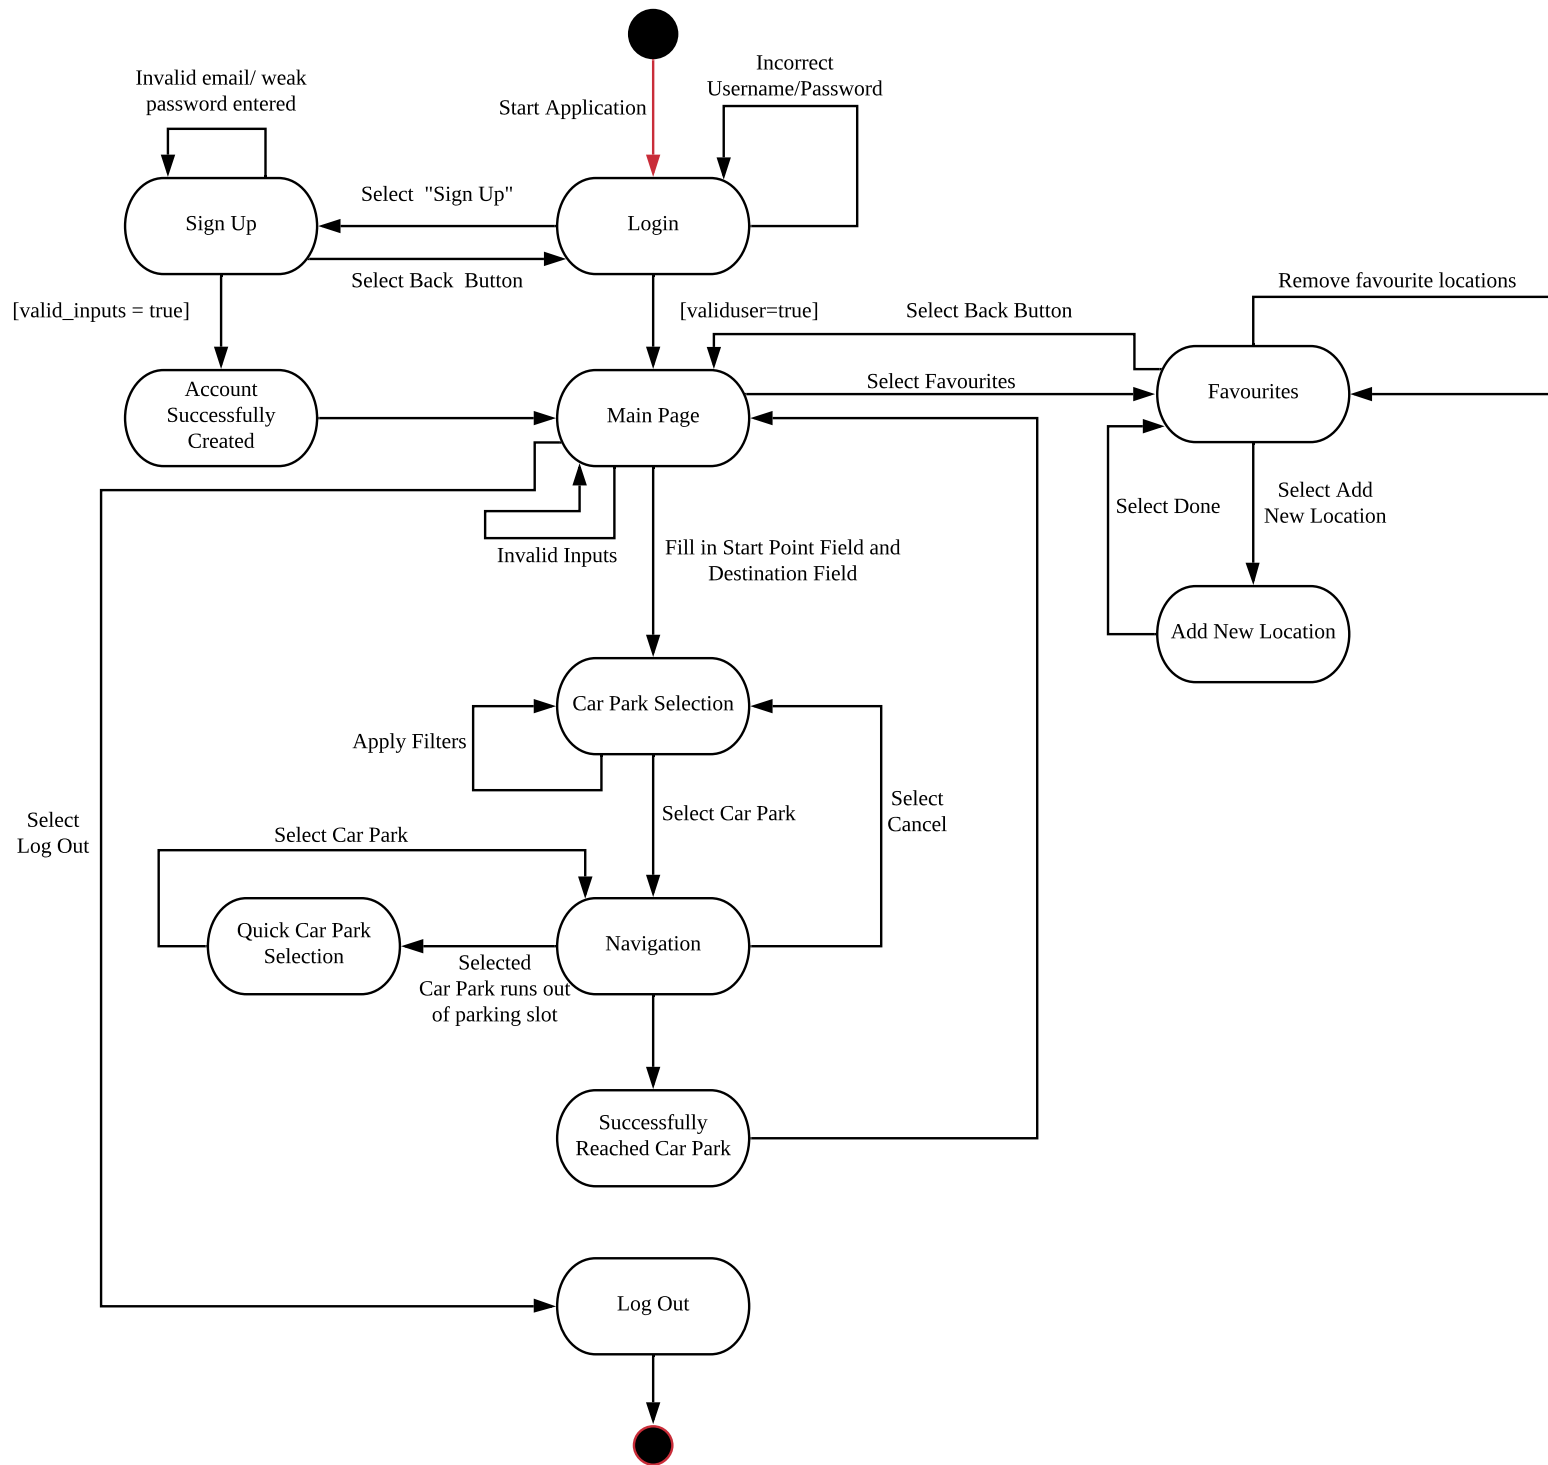 Incorrect
Username/Password
Invalid email/ weak
password entered
Start Application
Select  "Sign Up"
Sign Up
Login
Select Back  Button
Remove favourite locations
[valid_inputs = true]
[validuser=true]
Select Back Button
Select Favourites
Favourites
Account
Successfully
Created
Main Page
Select Done
Select Add
New Location
Invalid Inputs
Fill in Start Point Field and
Destination Field
Add New Location
Car Park Selection
Apply Filters
Select
Cancel
Select Car Park
Select
Log Out
Select Car Park
Quick Car Park
Selection
Navigation
Selected
Car Park runs out
of parking slot
Successfully
Reached Car Park
Log Out